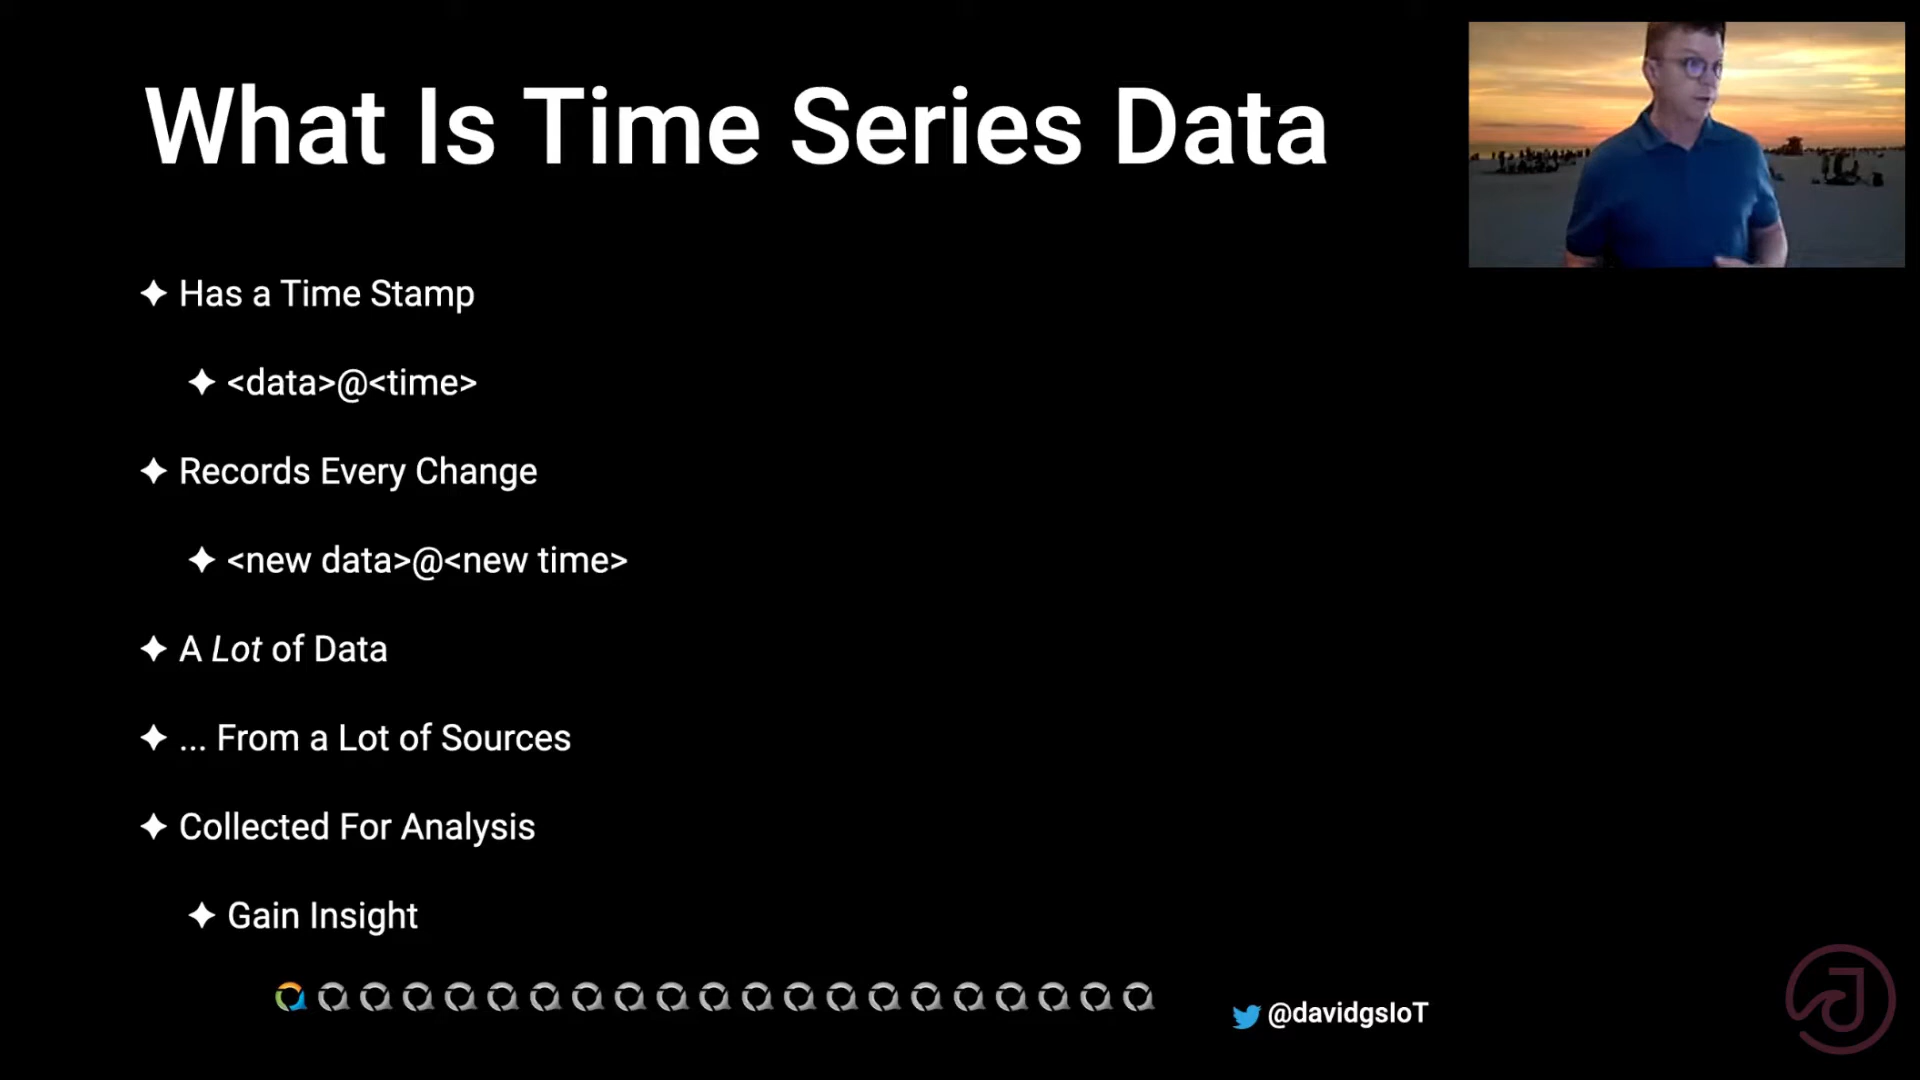 What Is Time Series Data
Has a Time Stamp
<data>@<time>
Records Every Change
<new data>@<new time>
A Lot of Data
... From a Lot of Sources
Collected For Analysis
Gain Insight
@davidgsIoT